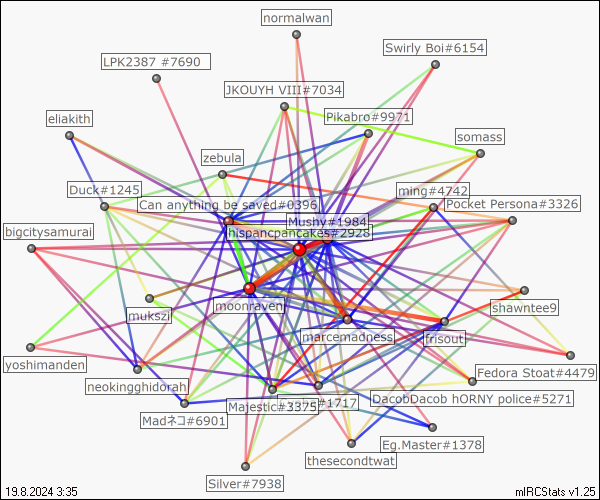 normalwan
Swirly Boi#6154
LPK2387 #7690
JKOUYH VIII#7034
eliakith
Pikabro#9971
somass
zebula
Duck#1245
ming#4742
Can anything be saved#0396
Pocket Persona#3326
Mushy#1984
bigcitysamurai
hispancpancakes#2928
moonraven
mukszi
shawntee9
marcemadness
frisout
yoshimanden
neokingghidorah
Fedora Stoat#4479
Majestic#3375
#1717
DacobDacob hORNY police#5271
Madネコ#6901
Eg.Master#1378
thesecondtwat
Silver#7938
19.8.2024 3:35
mIRCStats v1.25